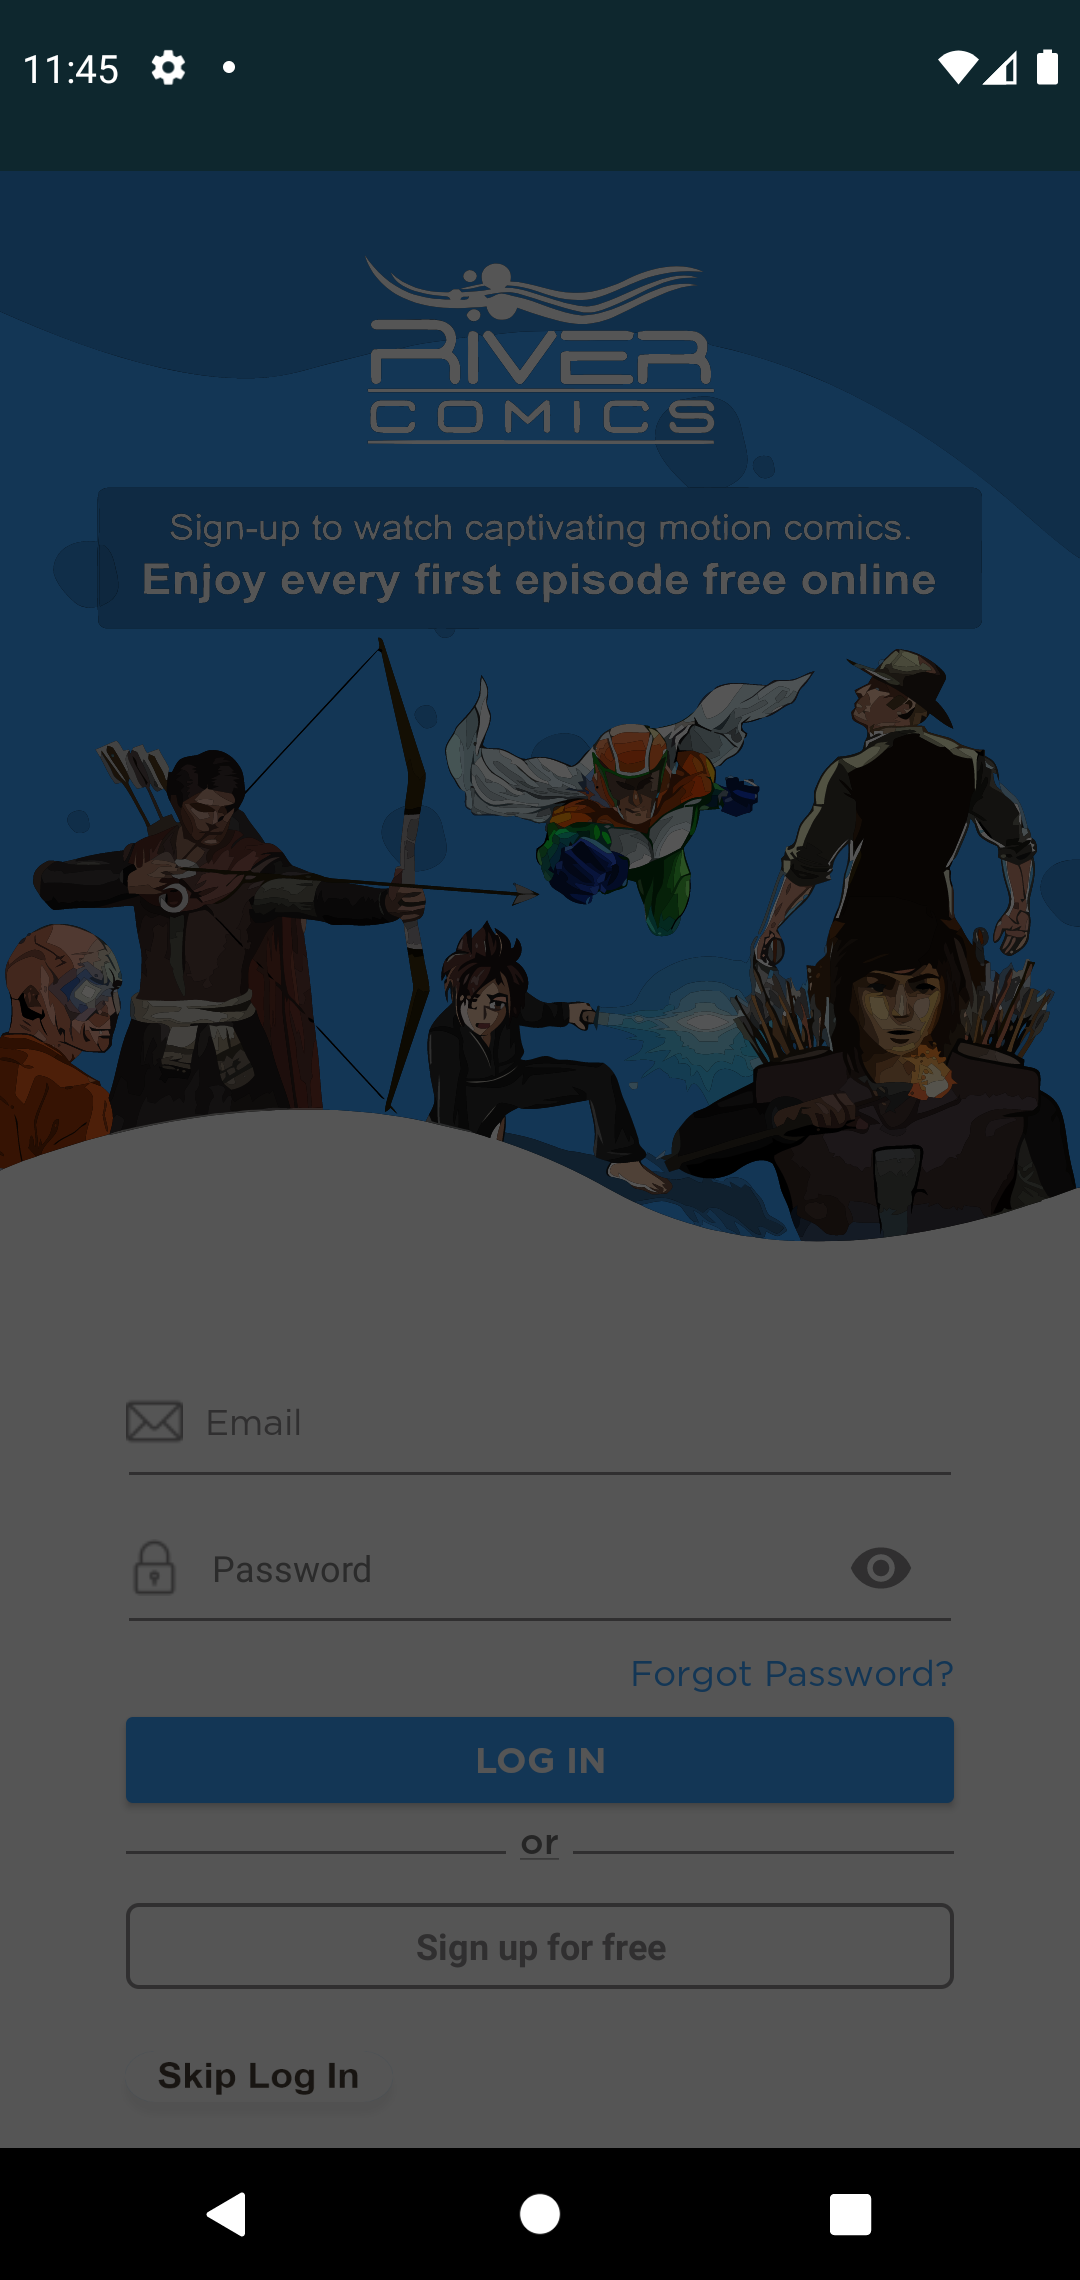 11:45
RIVER
COMICS
Sign-up to watch captivating motion comics.
Enjoy every first episode free online
Email
Password
Forgot Password?
LOG IN
or
Sign up for free
Skip Log In